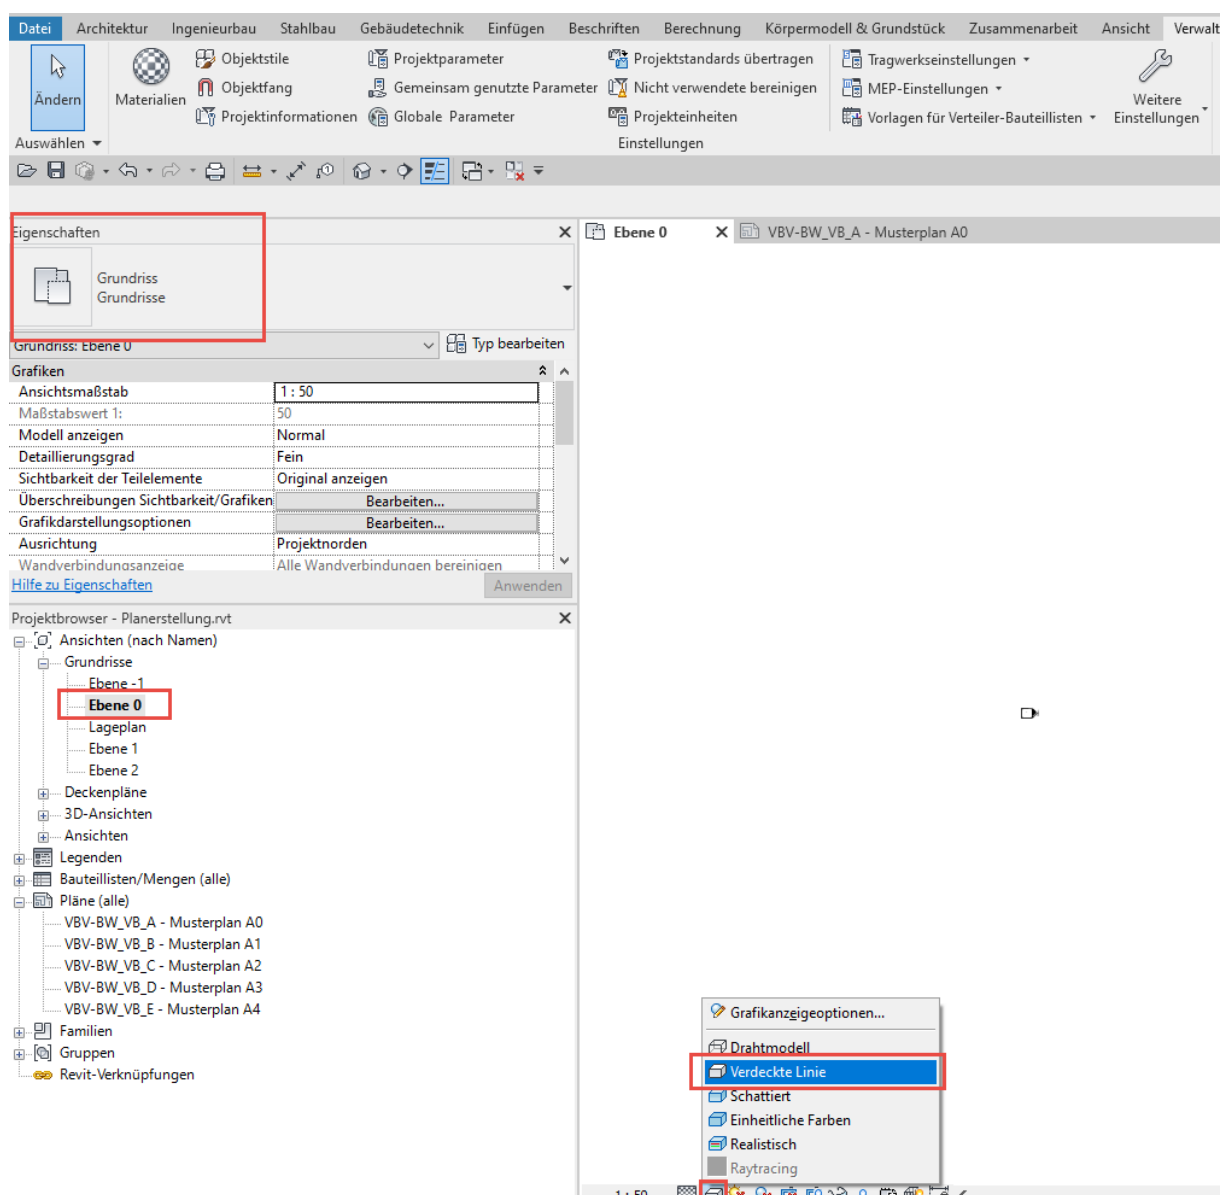 Datei Architektur Ingenieurbau Stahlbau Gebäudetechnik Einfügen Beschriften Berechnung Körpermodell & Grundstück Zusammenarbeit Ansicht Verwalt
Objektstile Projektparameter Projektstandards übertragen Tragwerkseinstellungen
Objektfang Gemeinsam genutzte Parameter Nicht verwendete bereinigen MEP-Einstellungen
Ändern Materialien Weitere
Projektinformationen Globale Parameter Projekteinheiten Vorlagen für Verteiler-Bauteillisten Einstellungen
Auswählen Einstellungen
Eigenschaften Ebene 0 VBV-BW_VB_A - Musterplan A0
Grundriss
Grundrisse
Grundriss: Ebene 0 Typ bearbeiten
Grafiken
Ansichtsmaßstab 1 : 50
Maßstabswert 1: 50
Modell anzeigen Normal
Detaillierungsgrad Fein
Sichtbarkeit der Teilelemente Original anzeigen
Überschreibungen Sichtbarkeit/Grafiken Bearbeiten...
Grafikdarstellungsoptionen Bearbeiten...
Ausrichtung Projektnorden
Wandverbindungsanzeige Alle Wandverbindungen bereinigen
Hilfe zu Eigenschaften Anwenden
Projektbrowser - Planerstellung.rvt
Ansichten (nach Namen)
Grundrisse
Ebene -1
Ebene 0
Lageplan
Ebene 1
Ebene 2
Deckenpläne
3D-Ansichten
Ansichten
Legenden
Bauteillisten/Mengen (alle)
Pläne (alle)
VBV-BW_VB_A - Musterplan A0
VBV-BW_VB_B - Musterplan A1
VBV-BW_VB_C - Musterplan A2
VBV-BW_VB_D - Musterplan A3
VBV-BW_VB_E - Musterplan A4
Familien
Gruppen
Revit-Verknüpfungen
Grafikanzeigeoptionen...
Drahtmodell
Verdeckte Linie
Schattiert
Einheitliche Farben
Realistisch
Raytracing
1 : 50